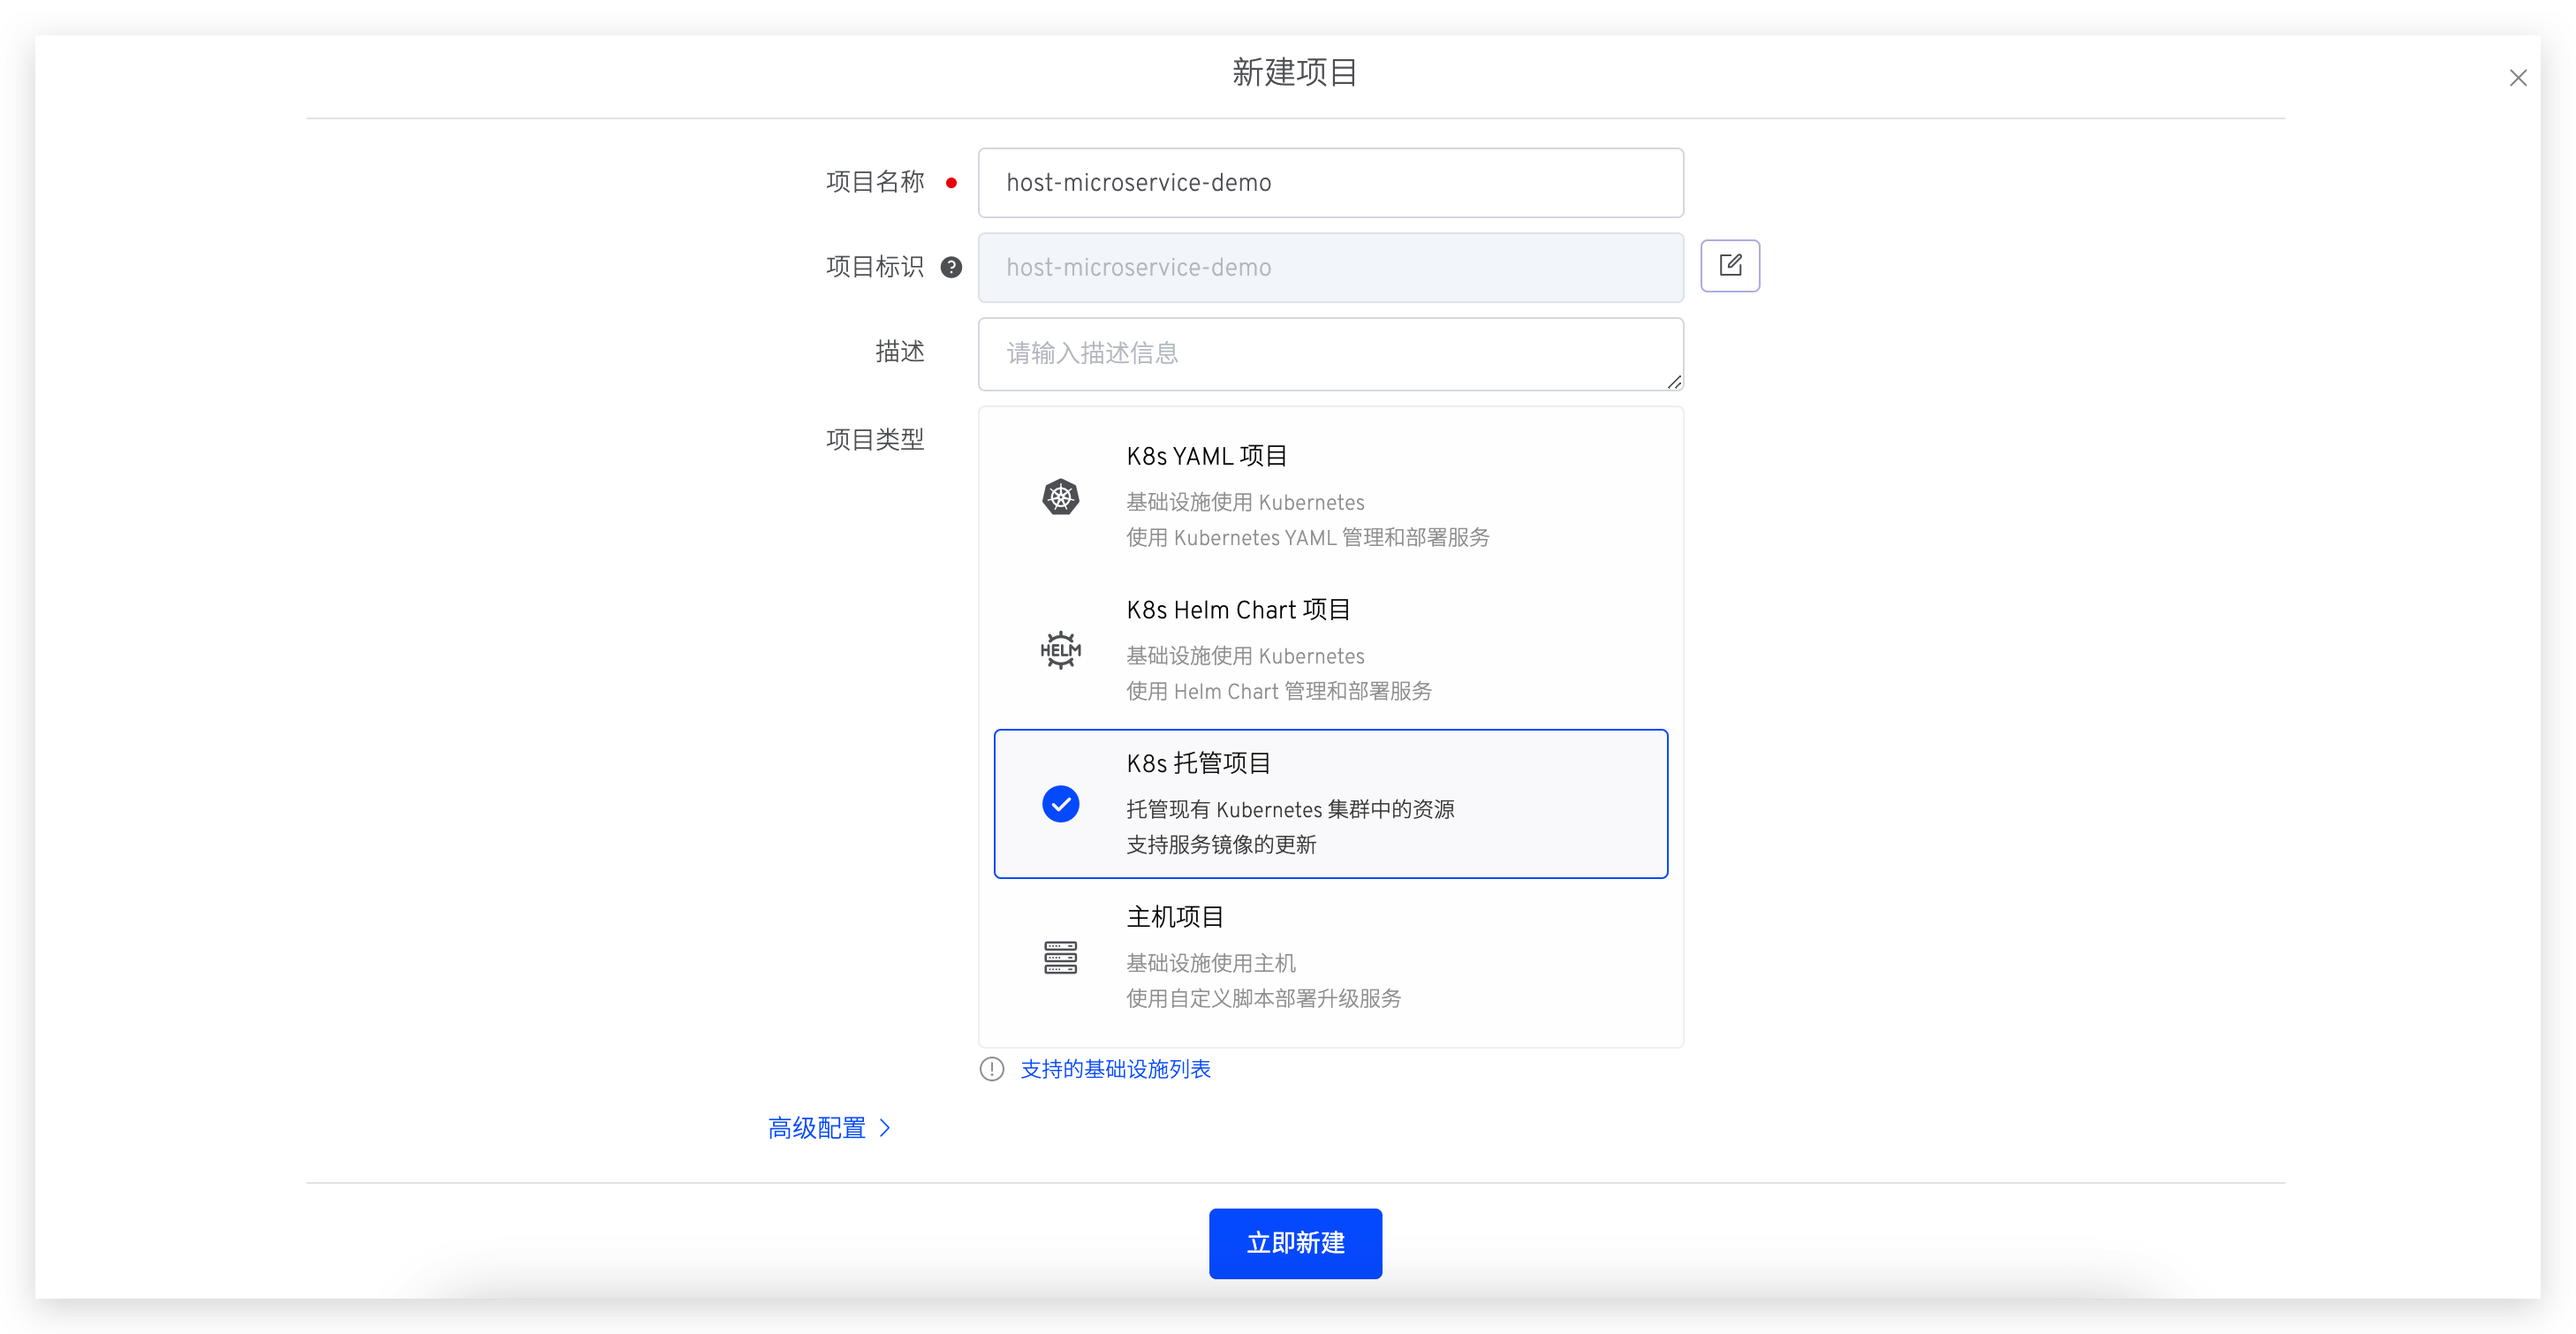 新建项目
项目名称
host-microservice-demo
项目标识
host-microservice-demo
描述
请输入描述信息
项目类型
K8s YAML 项目
基础设施使用 Kubernetes
使用 Kubernetes YAML 管理和部署服务
HELM
K8s Helm Chart 项目
基础设施使用 Kubernetes
使用 Helm Chart 管理和部署服务
K8s 托管项目
托管现有 Kubernetes 集群中的资源
支持服务镜像的更新
主机项目
基础设施使用主机
使用自定义脚本部署升级服务
支持的基础设施列表
高级配置
立即新建